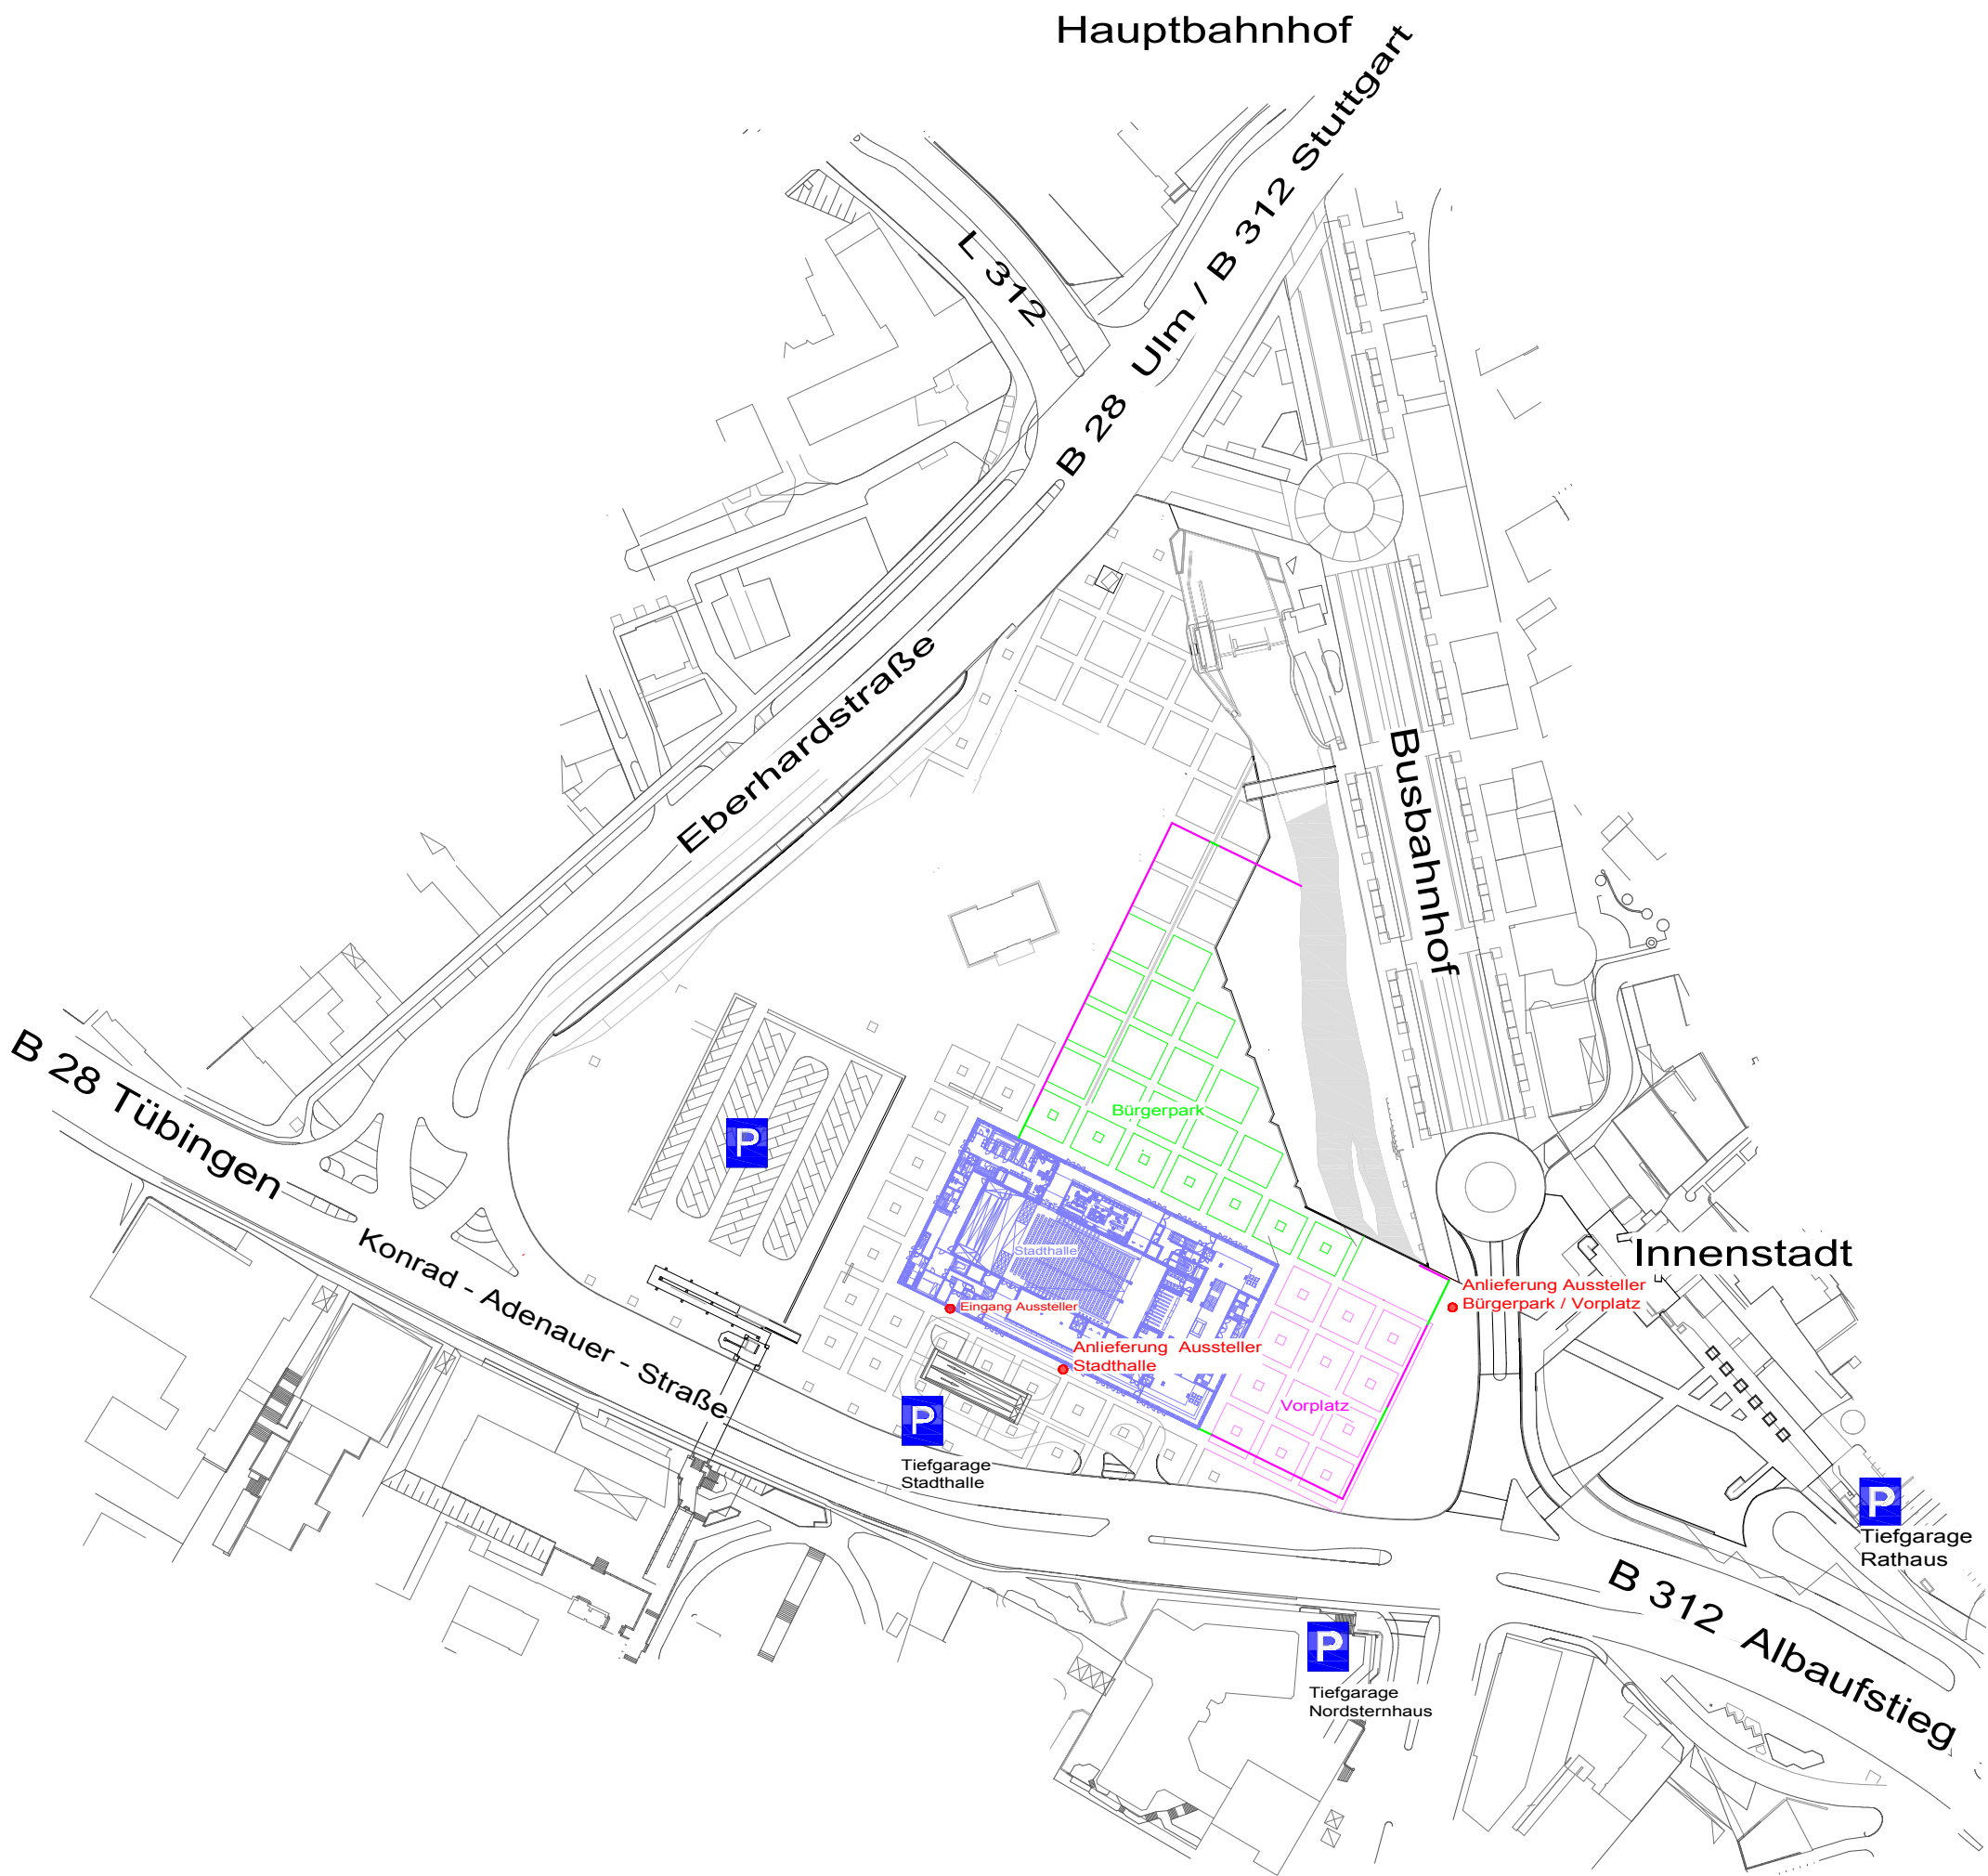 Hauptbahnhof
B 28 Ulm / B 312 Stuttgart
L 312
Eberhardstraße
Busbahnhof
B 28 Tübingen
Konrad - Adenauer - Straße
P
Bürgerpark
Stadthalle
Innenstadt
Anlieferung Aussteller
Bürgerpark / Vorplatz
Eingang Aussteller
Anlieferung Aussteller
Stadthalle
Vorplatz
P
Tiefgarage
Stadthalle
P
Tiefgarage
Rathaus
P
Tiefgarage
Nordsternhaus
B 312 Albaufstieg